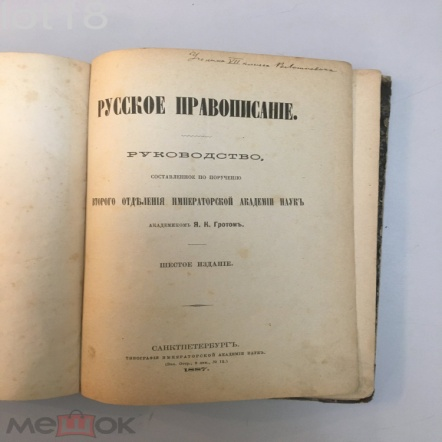 РУССКОЕ ПРАВОПИСАНІЕ.
РУКОВОДСТВО,
СОСТАВЛЕННОЕ ПО ПОРУЧЕНІЮ
ВТОРОГО ОТДѢЛЕНІЯ ИМПЕРАТОРСКОЙ АКАДЕМІИ НАУКЪ
АКАДЕМИКОМЪ Я. К. Гротомъ.
ШЕСТОЕ ИЗДАНІЕ.
САНКТПЕТЕРБУРГЪ.
ТИПОГРАФІЯ ИМПЕРАТОРСКОЙ АКАДЕМІИ НАУКЪ.
(Вас. Остр., 9 лин., № 12.)
1887.
МЕШОК